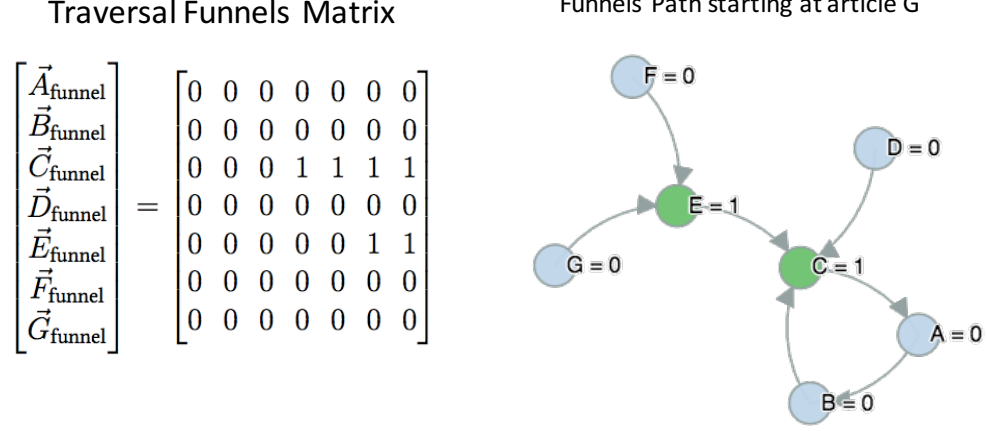 Traversal Funnels Matrix
Funnels Path starting at article G
A⃗funnel
B⃗funnel
C⃗funnel
D⃗funnel
E⃗funnel
F⃗funnel
G⃗funnel
=
0 0 0 0 0 0 0
0 0 0 0 0 0 0
0 0 0 1 1 1 1
0 0 0 0 0 0 0
0 0 0 0 0 1 1
0 0 0 0 0 0 0
0 0 0 0 0 0 0
F = 0
D = 0
E = 1
G = 0
C = 1
A = 0
B = 0